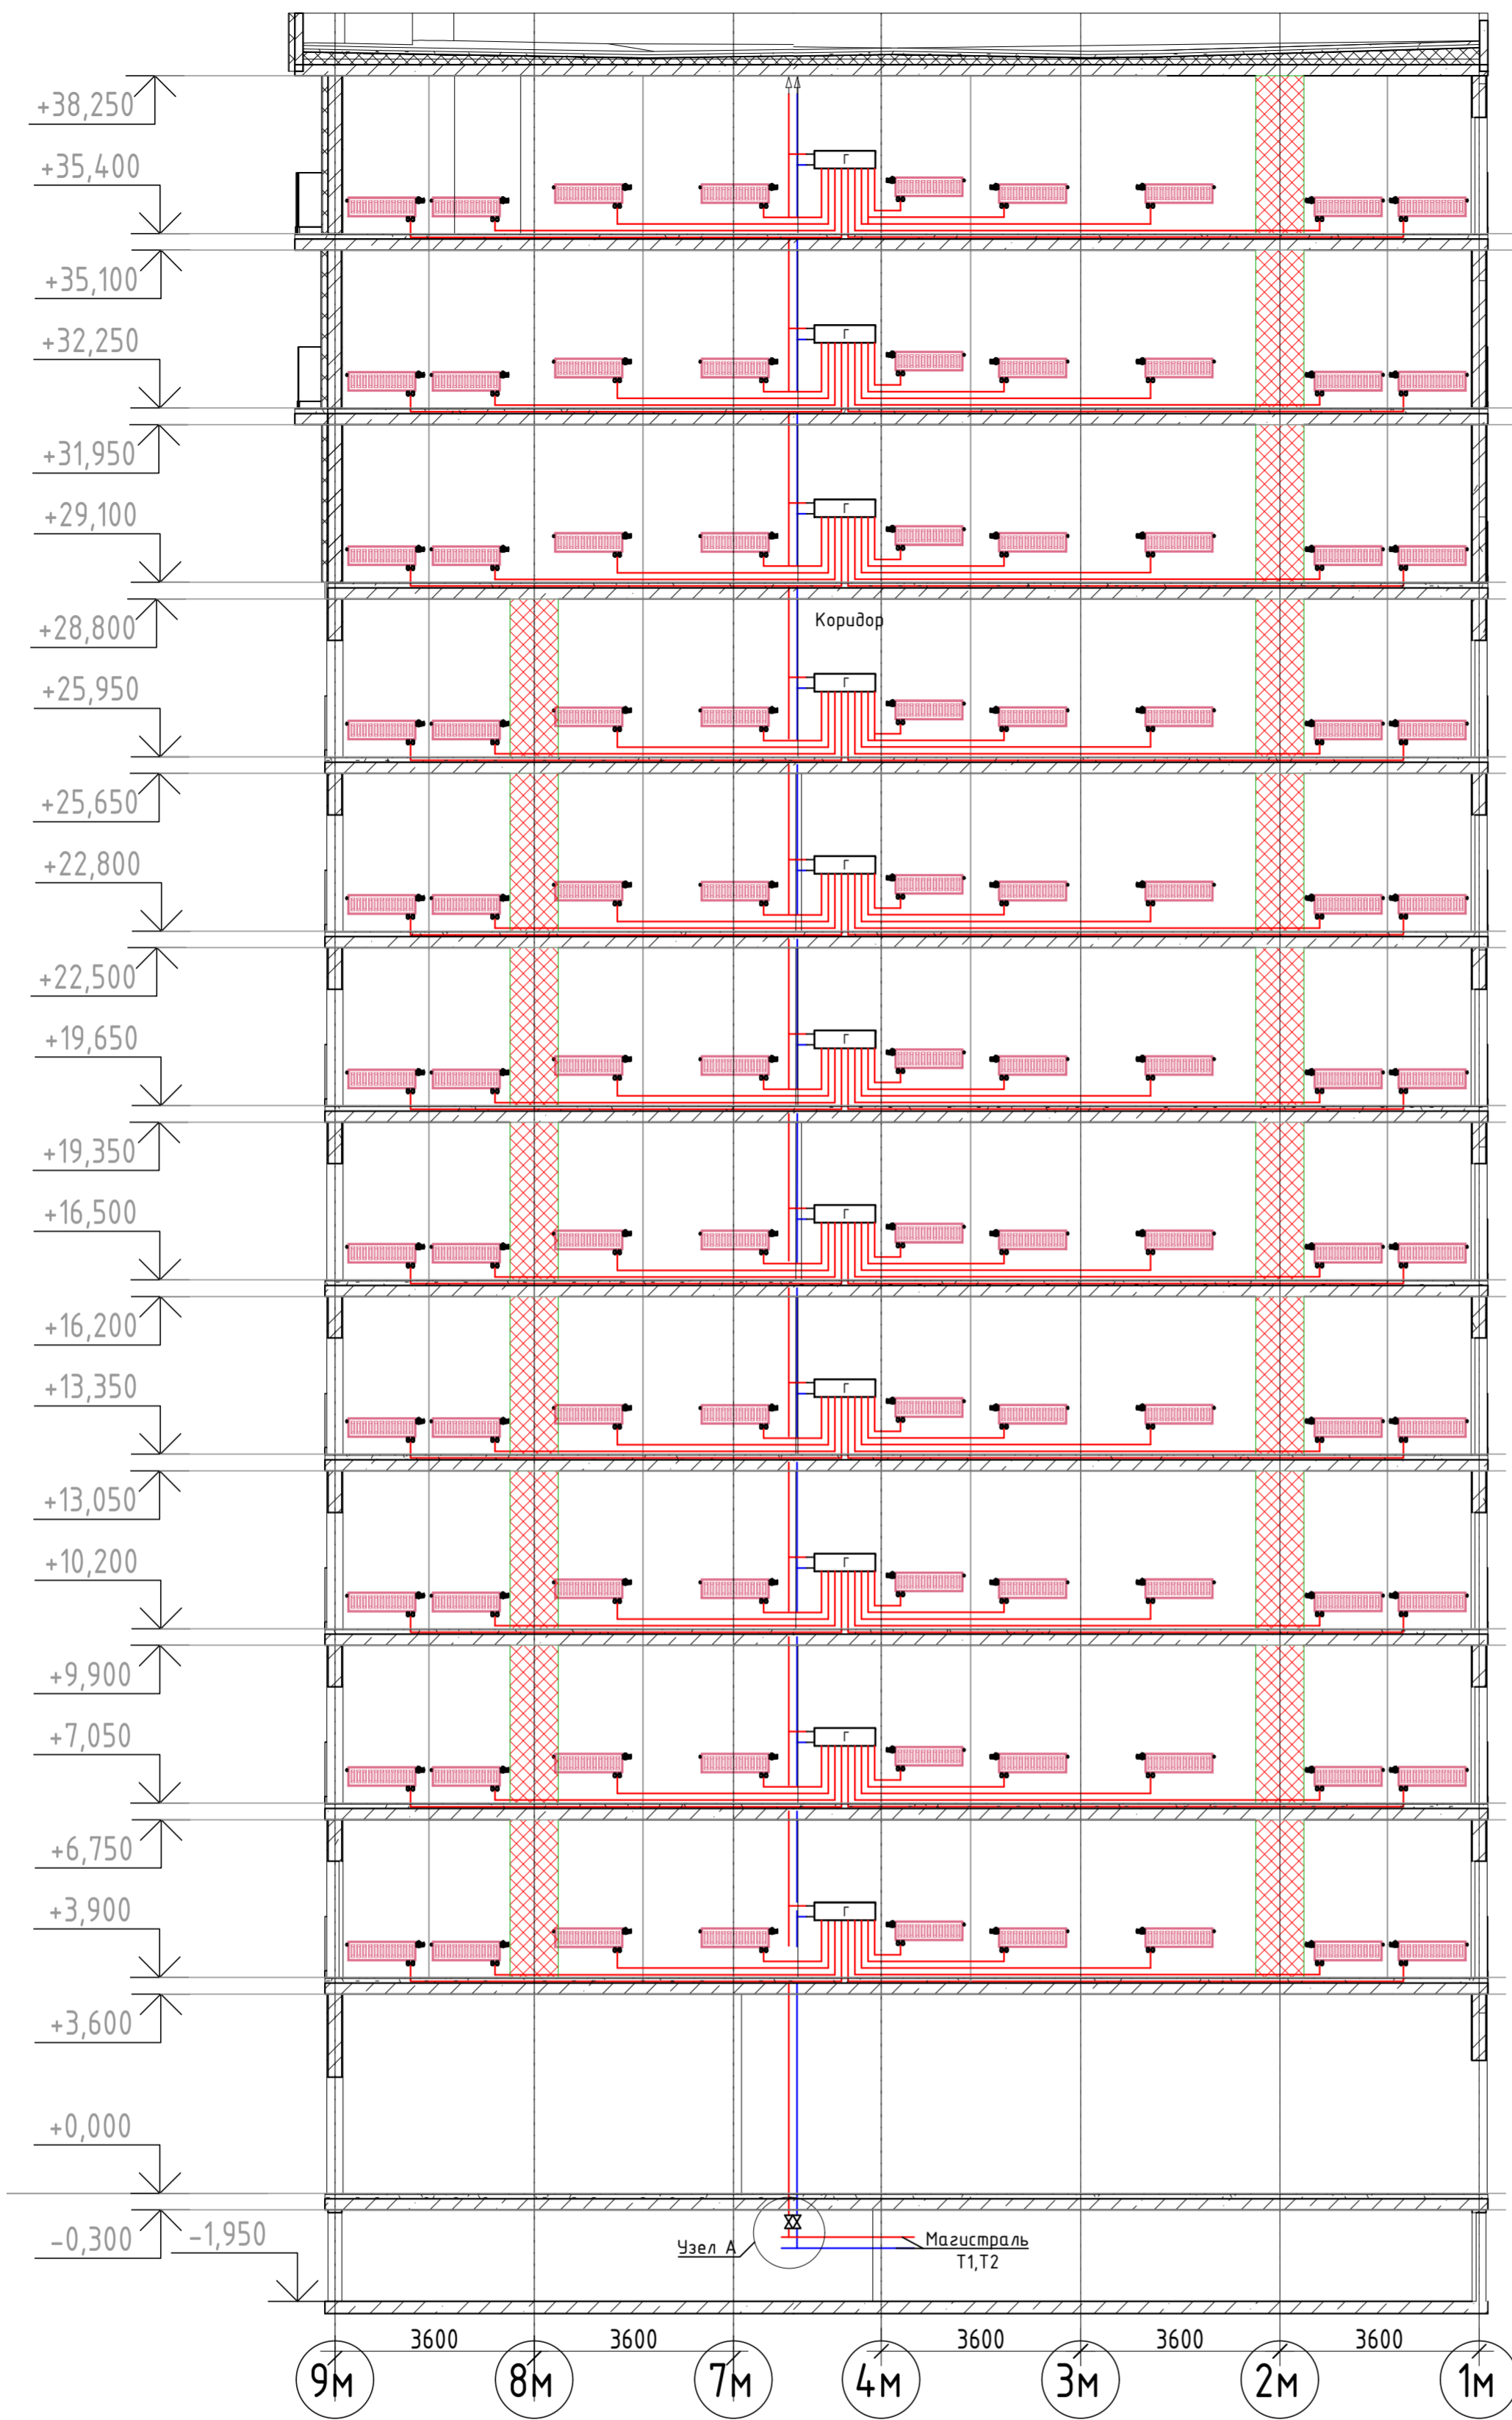 +38,250
+35,400
Г
+35,100
+32,250
Г
+31,950
+29,100
Г
+28,800
Коридор
+25,950
Г
+25,650
+22,800
Г
+22,500
+19,650
Г
+19,350
+16,500
Г
+16,200
+13,350
Г
+13,050
+10,200
Г
+9,900
+7,050
Г
+6,750
+3,900
Г
+3,600
+0,000
-0,300
-1,950
Узел А
Магистраль
Т1,Т2
3600 3600 3600 3600 3600
9м 8м 7м 4м 3м 2м 1м